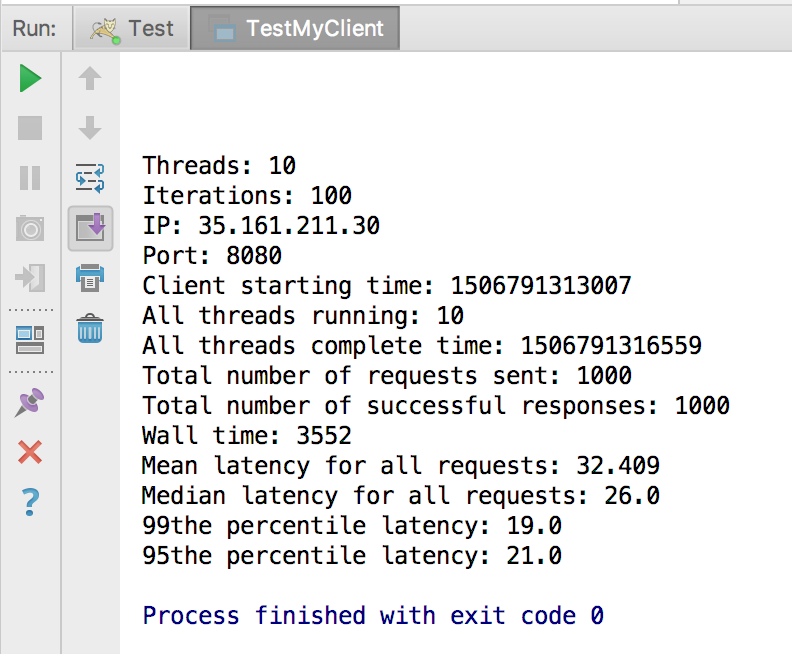 Run: Test TestMyClient
Threads: 10
Iterations: 100
IP: 35.161.211.30
Port: 8080
Client starting time: 1506791313007
All threads running: 10
All threads complete time: 1506791316559
Total number of requests sent: 1000
Total number of successful responses: 1000
Wall time: 3552
Mean latency for all requests: 32.409
Median latency for all requests: 26.0
99the percentile latency: 19.0
95the percentile latency: 21.0
Process finished with exit code 0